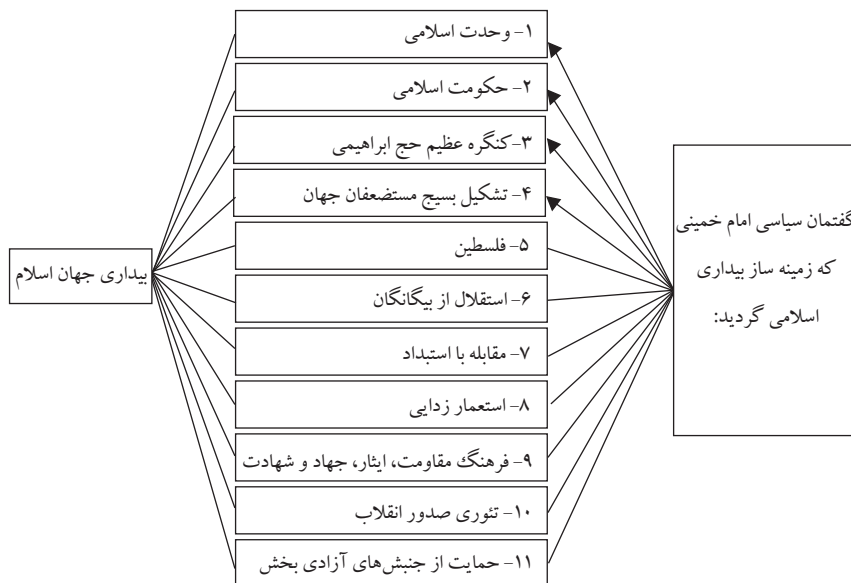 گفتمان سیاسی امام خمینی
که زمینه ساز بیداری
اسلامی گردید:
۱- وحدت اسلامی
۲- حکومت اسلامی
۳- کنگره عظیم حج ابراهیمی
۴- تشکیل بسیج مستضعفان جهان
۵- فلسطین
۶- استقلال از بیگانگان
۷- مقابله با استبداد
۸- استعمار زدایی
۹- فرهنگ مقاومت، ایثار، جهاد و شهادت
۱۰- تئوری صدور انقلاب
۱۱- حمایت از جنبش‌های آزادی بخش
بیداری جهان اسلام